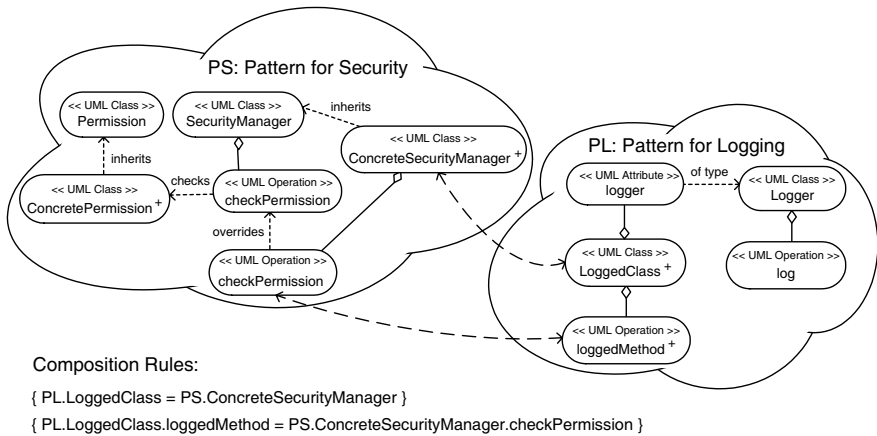 PS: Pattern for Security
<< UML Class >>
Permission
<< UML Class >>
SecurityManager
inherits
<< UML Class >>
ConcreteSecurityManager +
inherits
<< UML Class >>
ConcretePermission +
checks
<< UML Operation >>
checkPermission
overrides
<< UML Operation >>
checkPermission
PL: Pattern for Logging
<< UML Attribute >>
logger
of type
<< UML Class >>
Logger
<< UML Class >>
LoggedClass +
<< UML Operation >>
log
<< UML Operation >>
loggedMethod +
Composition Rules:
{ PL.LoggedClass = PS.ConcreteSecurityManager }
{ PL.LoggedClass.loggedMethod = PS.ConcreteSecurityManager.checkPermission }